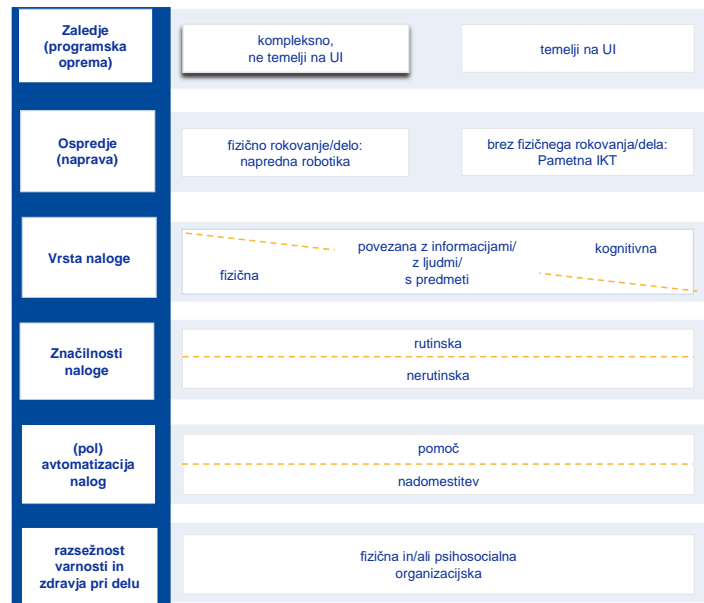 Zaledje
(programska
oprema)
kompleksno,
ne temelji na UI
temelji na UI
Ospredje
(naprava)
fizično rokovanje/delo:
napredna robotika
brez fizičnega rokovanja/dela:
Pametna IKT
Vrsta naloge
fizična
povezana z informacijami/
z ljudmi/
s predmeti
kognitivna
Značilnosti
naloge
rutinska
nerutinska
(pol)
avtomatizacija
nalog
pomoč
nadomestitev
razsežnost
varnosti in
zdravja pri delu
fizična in/ali psihosocialna
organizacijska